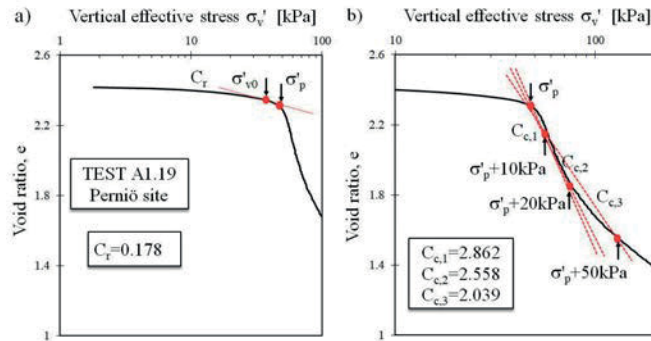 a)
Vertical effective stress σv' [kPa]
1
10
100
2.6
2.2
1.8
1.4
1
Void ratio, e
Cr
σ'v0
σ'p
TEST A1.19
Perniö site
Cr=0.178
b)
Vertical effective stress σv' [kPa]
10
100
2.6
2.2
1.8
1.4
1
Void ratio, e
σ'p
Cc,1
Cc,2
Cc,3
σ'p+10kPa
σ'p+20kPa
σ'p+50kPa
Cc,1=2.862
Cc,2=2.558
Cc,3=2.039